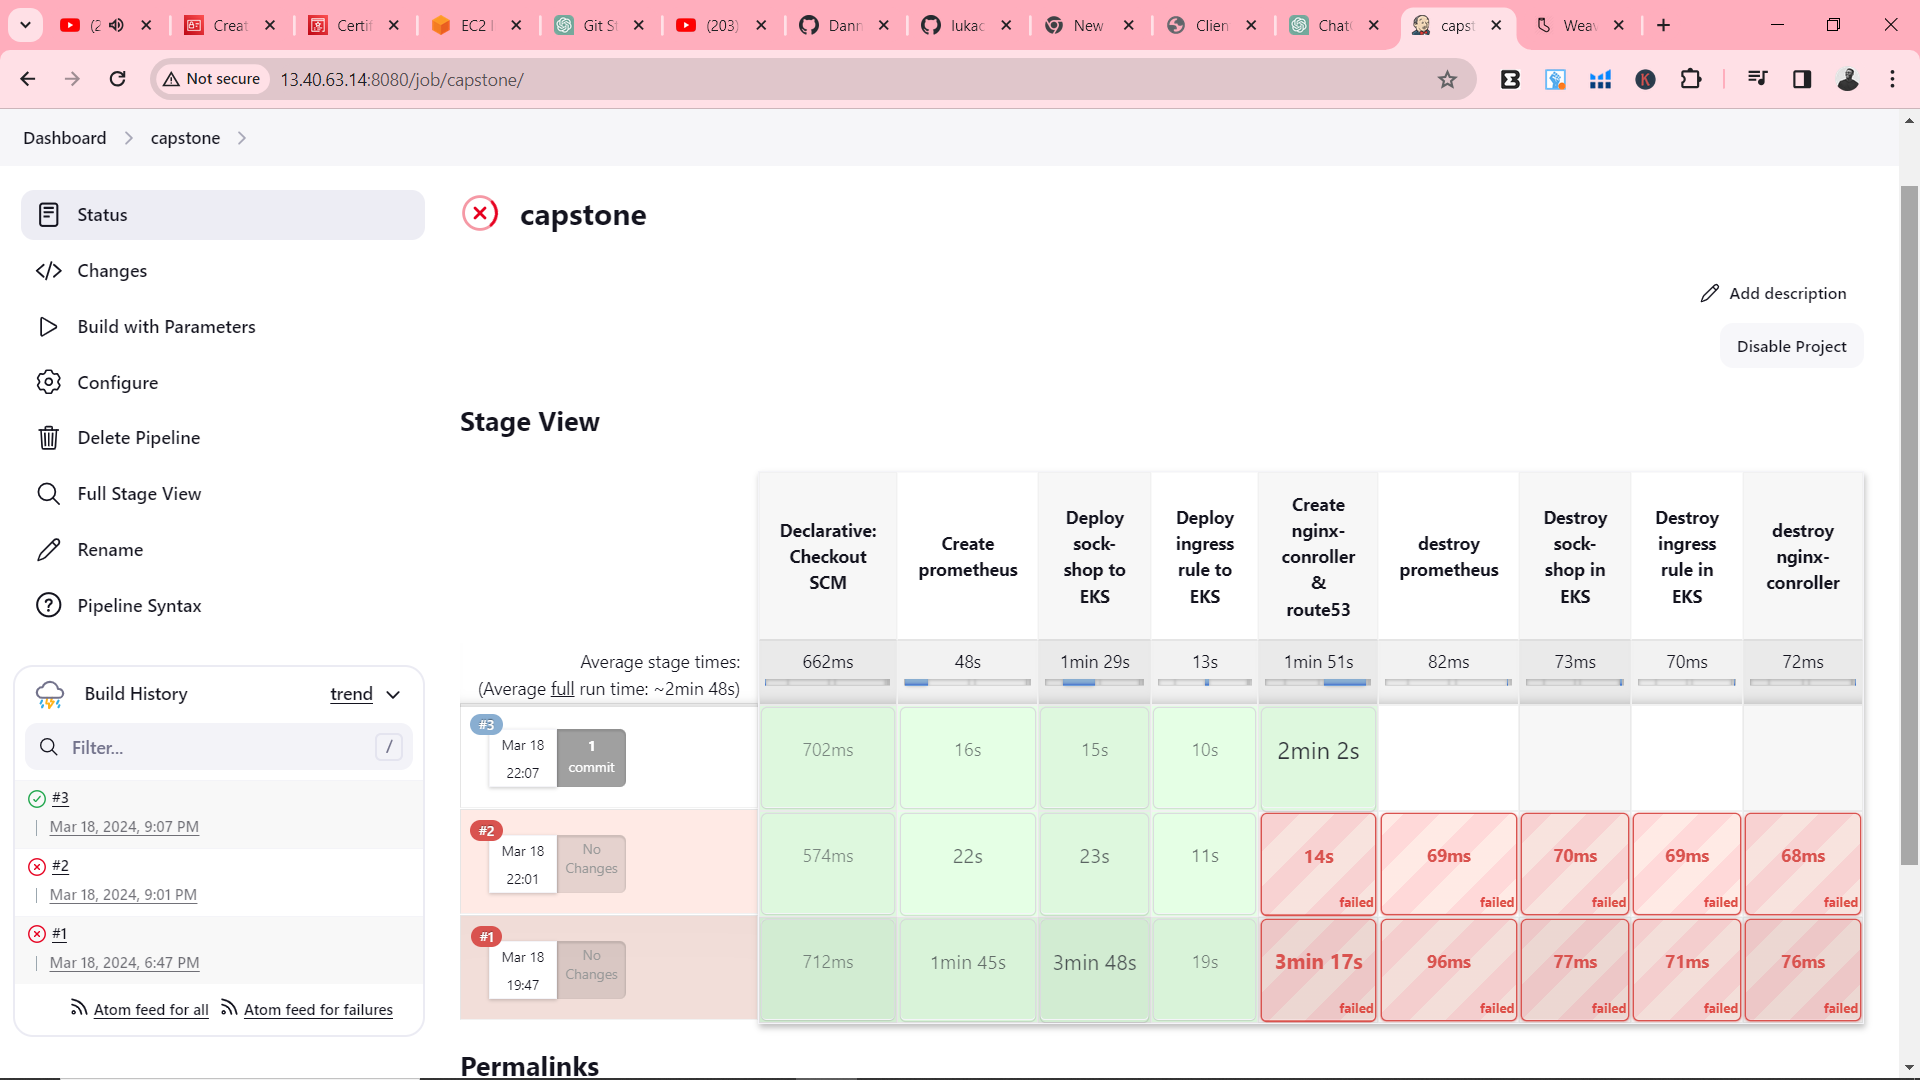 (2
Creat
Certif
EC2 I
Git St
(203)
Dann
lukac
New
Clien
Chat
capst
Weav
Not secure
13.40.63.14:8080/job/capstone/
Dashboard
capstone
Status
Changes
Build with Parameters
Configure
Delete Pipeline
Full Stage View
Rename
Pipeline Syntax
Build History
trend
Filter...
/
#3
Mar 18, 2024, 9:07 PM
#2
Mar 18, 2024, 9:01 PM
#1
Mar 18, 2024, 6:47 PM
Atom feed for all
Atom feed for failures
capstone
Add description
Disable Project
Stage View
Declarative:
Checkout
SCM
Create
prometheus
Deploy
sock-
shop to
EKS
Deploy
ingress
rule to
EKS
Create
nginx-
conroller
&
route53
destroy
prometheus
Destroy
sock-
shop in
EKS
Destroy
ingress
rule in
EKS
destroy
nginx-
conroller
Average stage times:
(Average full run time: ~2min 48s)
662ms
48s
1min 29s
13s
1min 51s
82ms
73ms
70ms
72ms
#3
Mar 18
22:07
1
commit
702ms
16s
15s
10s
2min 2s
#2
Mar 18
22:01
No
Changes
574ms
22s
23s
11s
14s
failed
69ms
failed
70ms
failed
69ms
failed
68ms
failed
#1
Mar 18
19:47
No
Changes
712ms
1min 45s
3min 48s
19s
3min 17s
failed
96ms
failed
77ms
failed
71ms
failed
76ms
failed
Permalinks